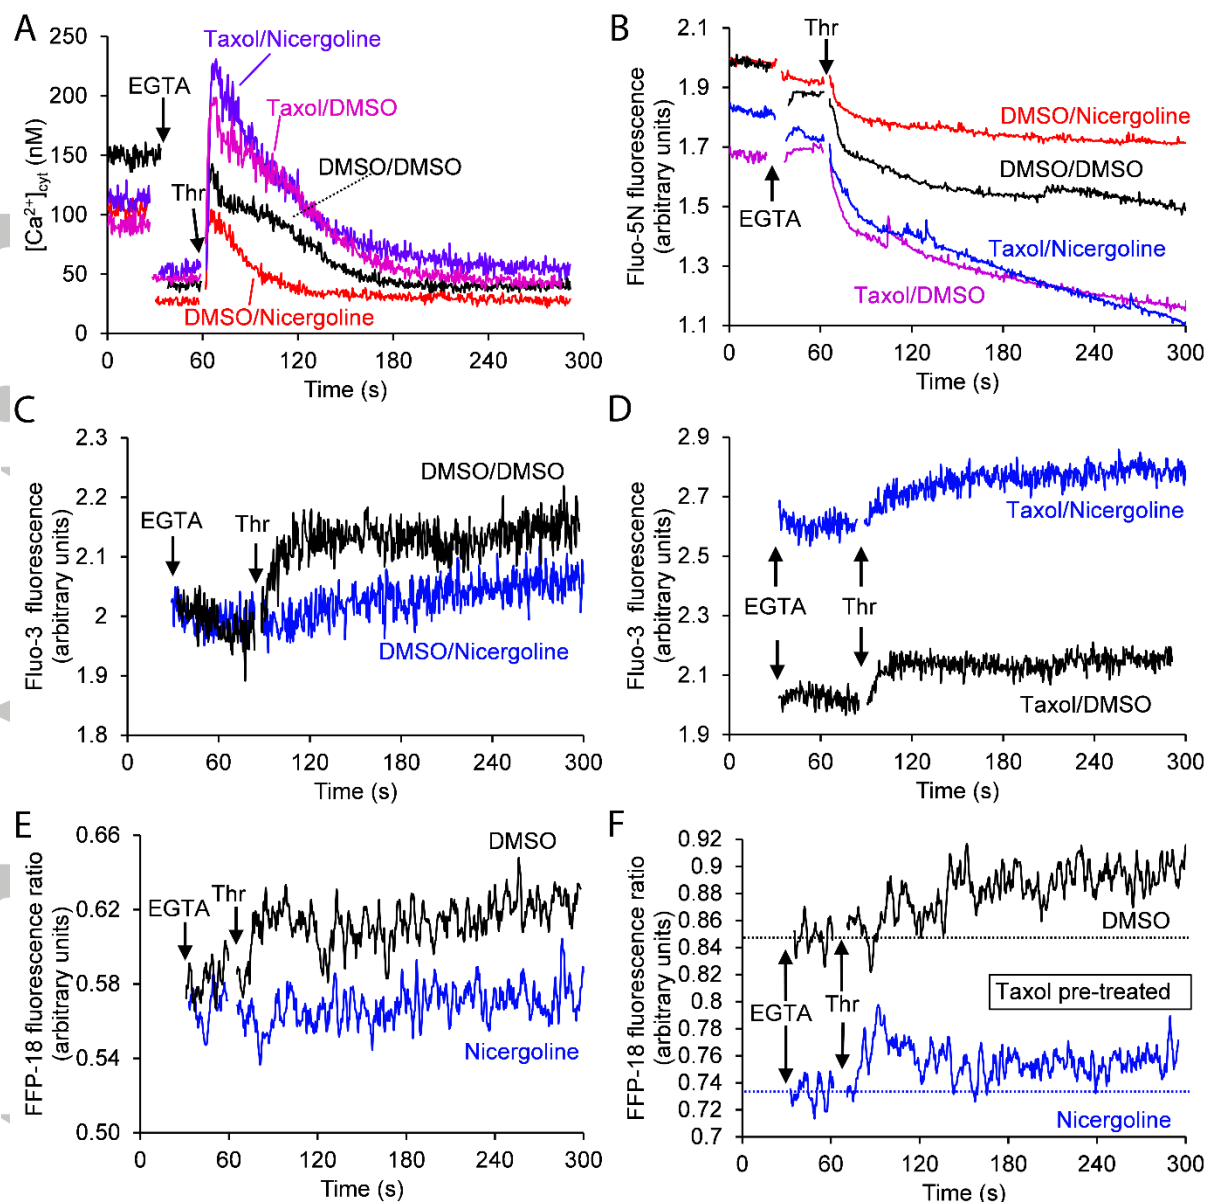 A
250
200
150
100
50
0
[Ca²⁺]cyt (nM)
EGTA
Thr
Taxol/Nicergoline
Taxol/DMSO
DMSO/DMSO
DMSO/Nicergoline
0 60 120 180 240 300
Time (s)
B
2.1
1.9
1.7
1.5
1.3
1.1
Fluo-5N fluorescence
(arbitrary units)
Thr
EGTA
DMSO/Nicergoline
DMSO/DMSO
Taxol/Nicergoline
Taxol/DMSO
0 60 120 180 240 300
Time (s)
C
2.3
2.2
2.1
2
1.9
1.8
Fluo-3 fluorescence
(arbitrary units)
EGTA
Thr
DMSO/DMSO
DMSO/Nicergoline
0 60 120 180 240 300
Time (s)
D
2.9
2.7
2.5
2.3
2.1
1.9
Fluo-3 fluorescence
(arbitrary units)
Taxol/Nicergoline
EGTA
Thr
Taxol/DMSO
0 60 120 180 240 300
Time (s)
E
0.66
0.62
0.58
0.54
0.50
FFP-18 fluorescence ratio
(arbitrary units)
EGTA
Thr
DMSO
Nicergoline
0 60 120 180 240 300
Time (s)
F
0.92
0.9
0.88
0.86
0.84
0.82
0.8
0.78
0.76
0.74
0.72
0.7
FFP-18 fluorescence ratio
(arbitrary units)
DMSO
Taxol pre-treated
EGTA
Thr
Nicergoline
0 60 120 180 240 300
Time (s)